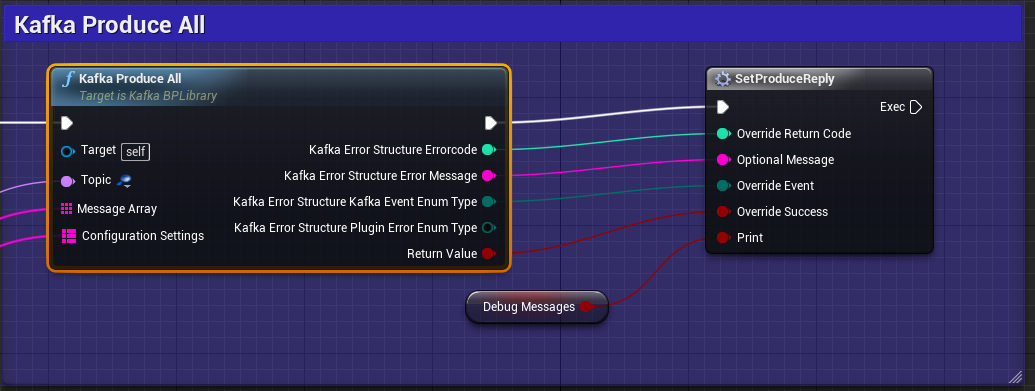 Kafka Produce All
Kafka Produce All
Target is Kafka BPLibrary
Target self
Topic
Message Array
Configuration Settings
Kafka Error Structure Errorcode
Kafka Error Structure Error Message
Kafka Error Structure Kafka Event Enum Type
Kafka Error Structure Plugin Error Enum Type
Return Value
Debug Messages
SetProduceReply
Exec
Override Return Code
Optional Message
Override Event
Override Success
Print